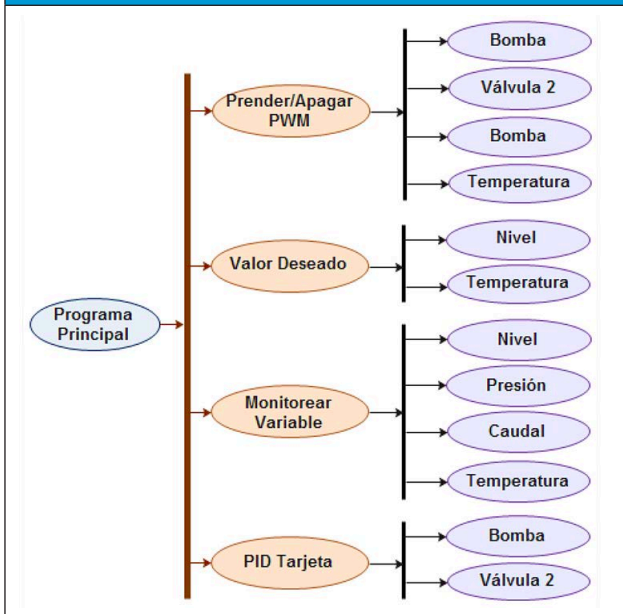 Programa
Principal
Prender/Apagar
PWM
Bomba
Válvula 2
Bomba
Temperatura
Valor Deseado
Nivel
Temperatura
Monitorear
Variable
Nivel
Presión
Caudal
Temperatura
PID Tarjeta
Bomba
Válvula 2